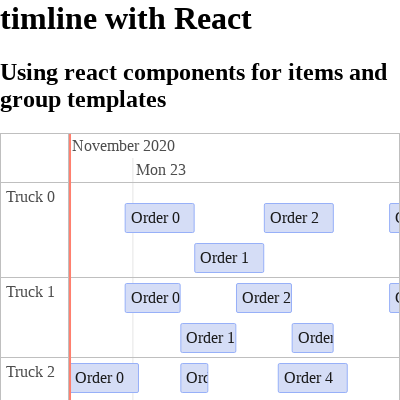 timline with React
Using react components for items and
group templates
November 2020
Mon 23
Truck 0
Order 0
Order 2
Order 1
Truck 1
Order 0
Order 2
Order 1
Order
Truck 2
Order 0
Order 4